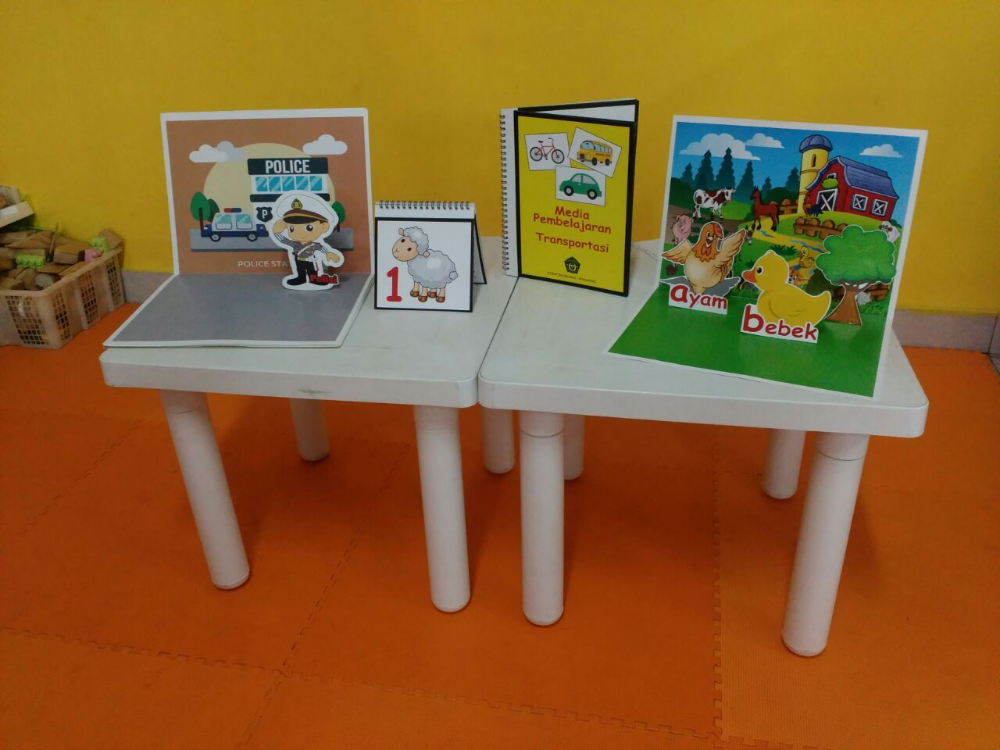 POLICE
P
POLICE STA
Polisi
1
Media
Pembelajaran
Transportasi
ayam
bebek